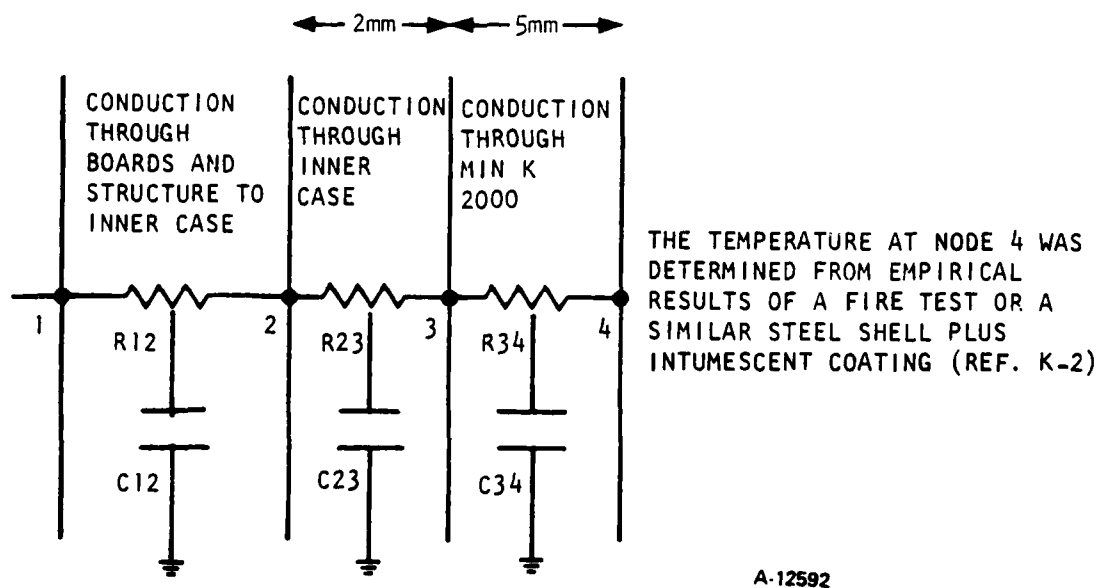 2mm
5mm
CONDUCTION
THROUGH
BOARDS AND
STRUCTURE TO
INNER CASE
CONDUCTION
THROUGH
INNER
CASE
CONDUCTION
THROUGH
MIN K
2000
THE TEMPERATURE AT NODE 4 WAS
DETERMINED FROM EMPIRICAL
RESULTS OF A FIRE TEST OR A
SIMILAR STEEL SHELL PLUS
INTUMESCENT COATING (REF. K-2)
1
R12
2
R23
3
R34
4
C12
C23
C34
A-12592